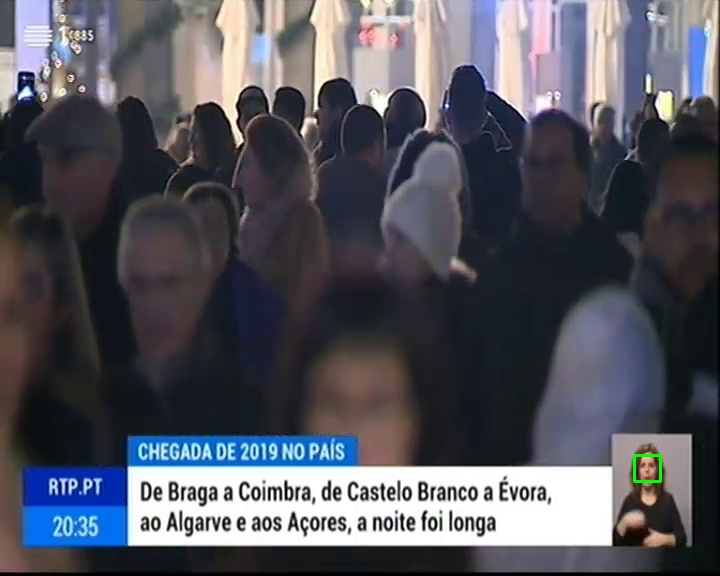 CHEGADA DE 2019 NO PAÍS
RTP.PT
De Braga a Coimbra, de Castelo Branco a Évora,
20:35
ao Algarve e aos Açores, a noite foi longa